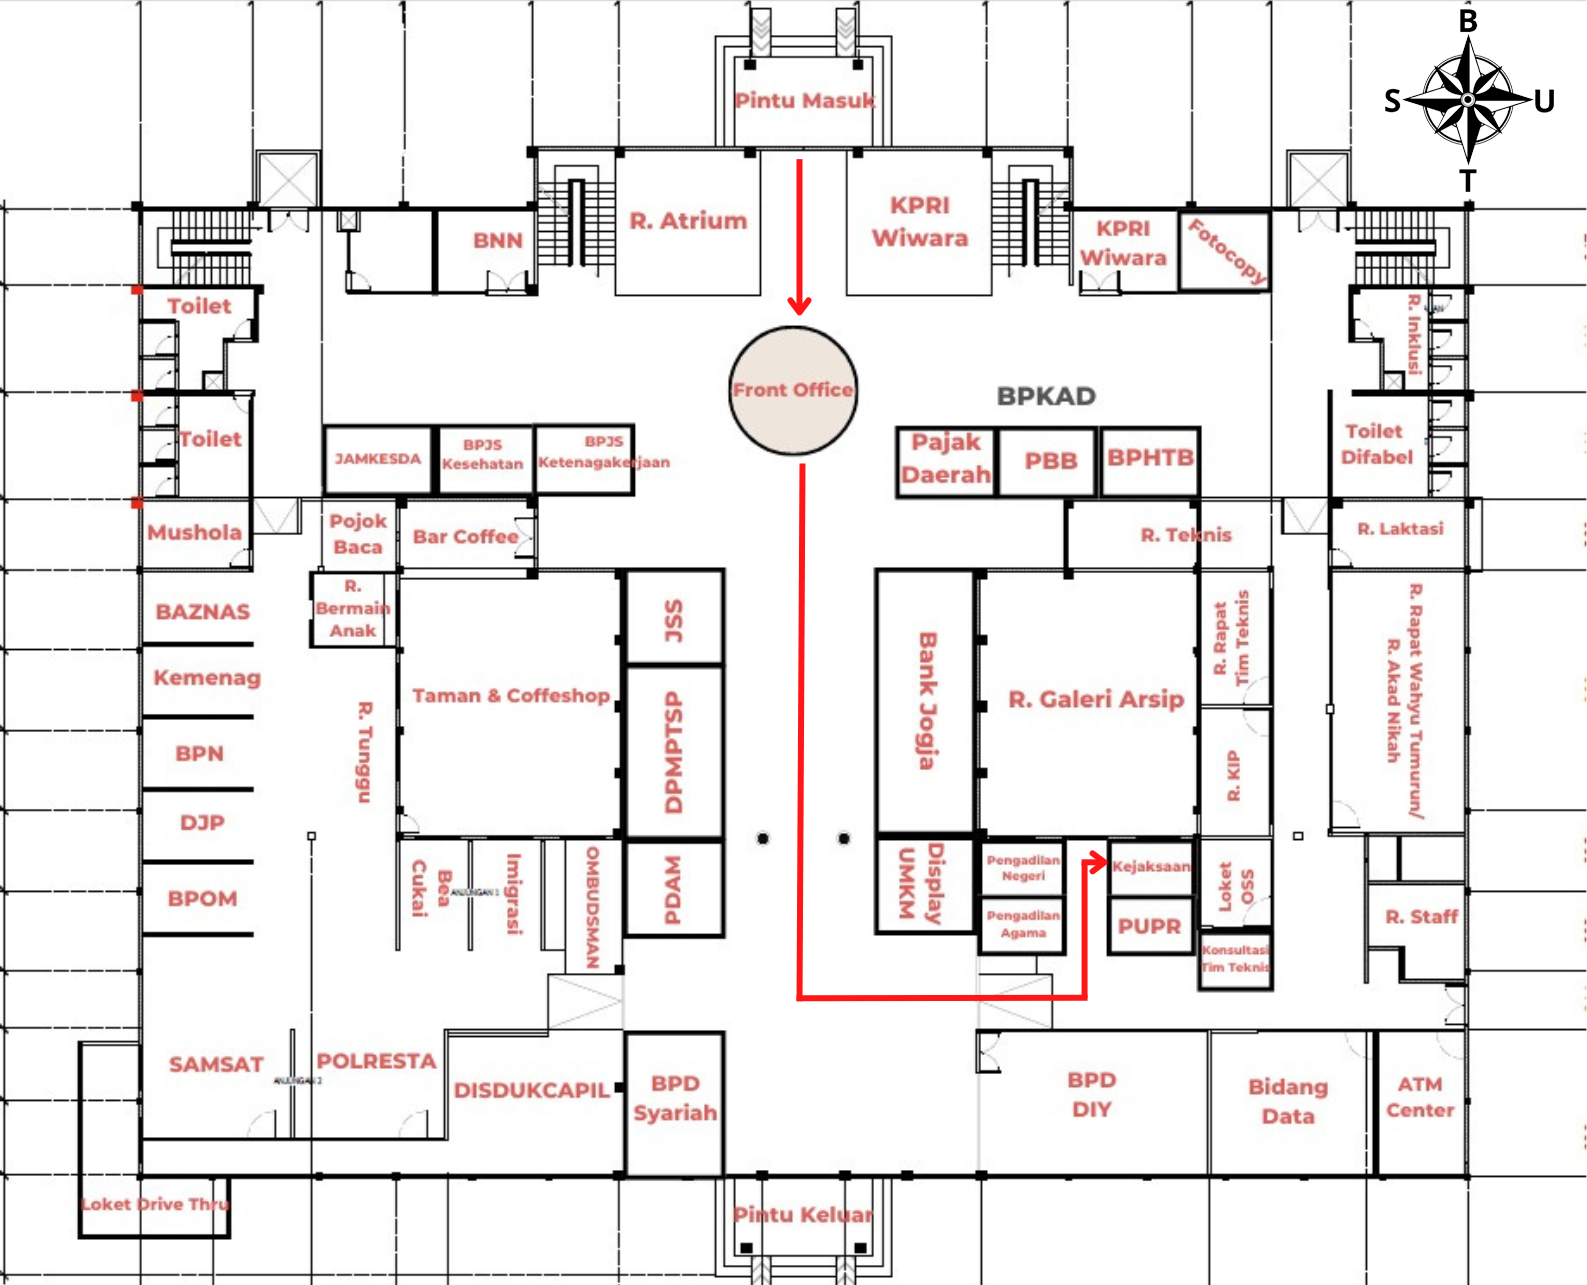 B
S
U
T
Pintu Masuk
R. Atrium
KPRI
Wiwara
BNN
KPRI
Wiwara
Fotocopy
Toilet
R. Inklusi
Front Office
BPKAD
Toilet
JAMKESDA
BPJS
Kesehatan
BPJS
Ketenagakerjaan
Pajak
Daerah
PBB
BPHTB
Toilet
Difabel
Mushola
Pojok
Baca
Bar Coffee
R. Teknis
R. Laktasi
BAZNAS
R.
Bermain
Anak
JSS
Bank Jogja
R. Rapat
Tim Teknis
R. Rapat Wahyu Tumurun/
R. Akad Nikah
Kemenag
Taman & Coffeshop
R. Galeri Arsip
R. Tunggu
DPMPTSP
BPN
R. KIP
DJP
BPOM
Bea
Cukai
ANJUNGAN 1
Imigrasi
OMBUDSMAN
PDAM
Display
UMKM
Pengadilan
Negeri
Kejaksaan
Loket
OSS
Pengadilan
Agama
PUPR
R. Staff
Konsultasi
Tim Teknis
SAMSAT
ANJUNGAN 2
POLRESTA
DISDUKCAPIL
BPD
Syariah
BPD
DIY
Bidang
Data
ATM
Center
Loket Drive Thru
Pintu Keluar